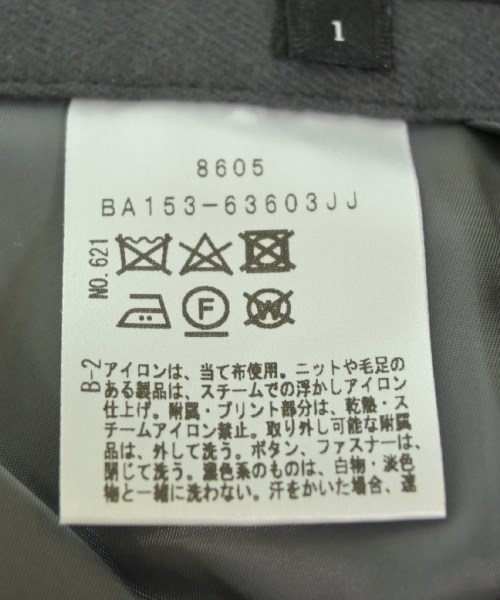 1
8605
BA153-63603JJ
NO.621
F
W
B-2
アイロンは、当て布使用。ニットや毛足の
ある製品は、スチームでの浮かしアイロン
仕上げ。附属・プリント部分は、乾熱・ス
チームアイロン禁止。取り外し可能な附属
品は、外して洗う。ボタン、ファスナーは、
閉じて洗う。濃色系のものは、白物・淡色
物と一緒に洗わない。汗をかいた場合、速